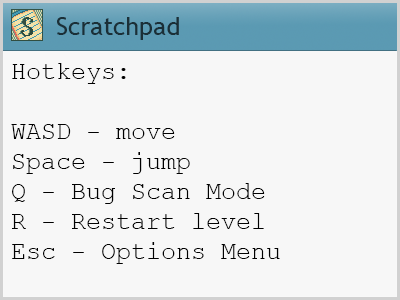 Scratchpad
Hotkeys:
WASD - move
Space - jump
Q - Bug Scan Mode
R - Restart level
Esc - Options Menu